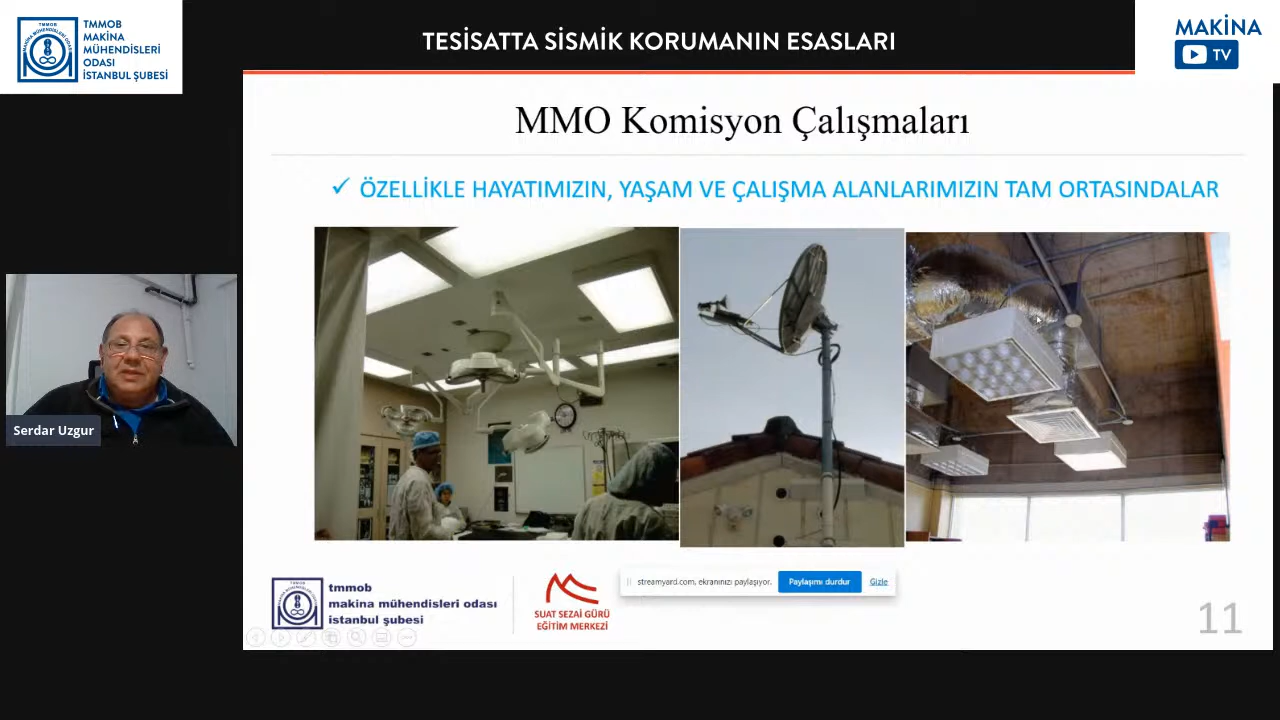 TMMOB
MAKİNA
MÜHENDİSLERİ
ODASI
İSTANBUL ŞUBESİ
TESİSATTA SİSMİK KORUMANIN ESASLARI
MAKİNA
TV
MMO Komisyon Çalışmaları
✓ ÖZELLİKLE HAYATIMIZIN, YAŞAM VE ÇALIŞMA ALANLARIMIZIN TAM ORTASINDALAR
Serdar Uzgur
tmmob
makina mühendisleri odası
istanbul şubesi
SUAT SEZAİ GÜRÜ
EĞİTİM MERKEZİ
streamyard.com, ekranınızı paylaşıyor.
Paylaşımı durdur
Gizle
11